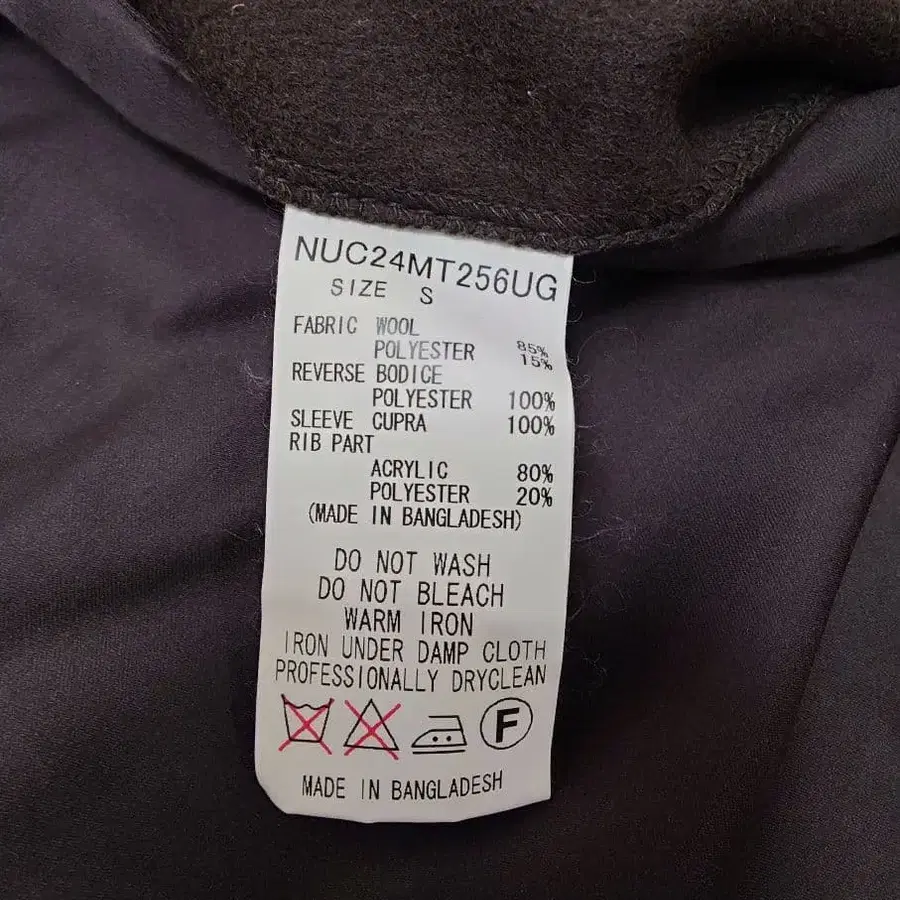 NUC24MT256UG
SIZE S
FABRIC WOOL 85%
POLYESTER 15%
REVERSE BODICE
POLYESTER 100%
SLEEVE CUPRA 100%
RIB PART
ACRYLIC 80%
POLYESTER 20%
(MADE IN BANGLADESH)
DO NOT WASH
DO NOT BLEACH
WARM IRON
IRON UNDER DAMP CLOTH
PROFESSIONALLY DRYCLEAN
F
MADE IN BANGLADESH